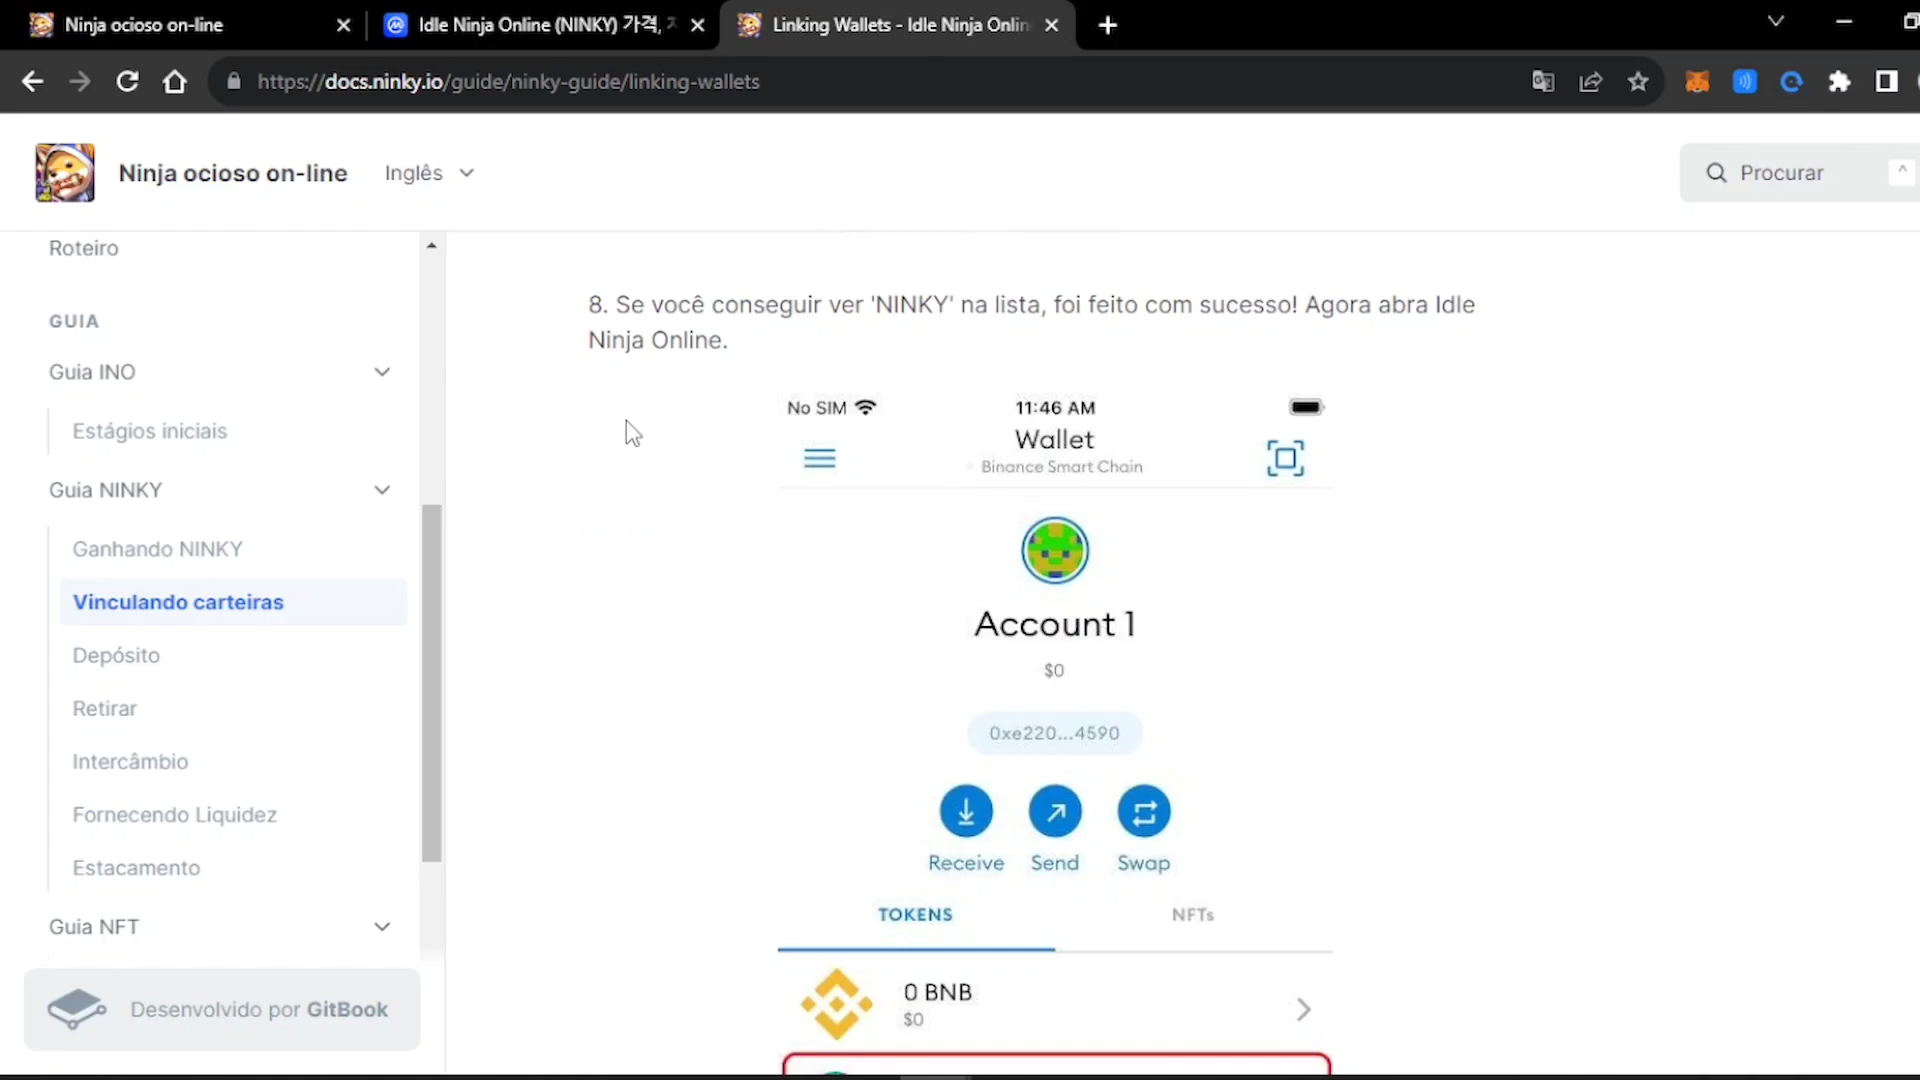 Ninja ocioso on-line
Idle Ninja Online (NINKY) 가격,
Linking Wallets - Idle Ninja Onlin
https://docs.ninky.io/guide/ninky-guide/linking-wallets
Ninja ocioso on-line
Inglês
Procurar
Roteiro
GUIA
Guia INO
Estágios iniciais
Guia NINKY
Ganhando NINKY
Vinculando carteiras
Depósito
Retirar
Intercâmbio
Fornecendo Liquidez
Estacamento
Guia NFT
Desenvolvido por GitBook
8. Se você conseguir ver 'NINKY' na lista, foi feito com sucesso! Agora abra Idle
Ninja Online.
No SIM
11:46 AM
Wallet
Binance Smart Chain
Account 1
$0
0xe220...4590
Receive
Send
Swap
TOKENS
NFTs
0 BNB
$0